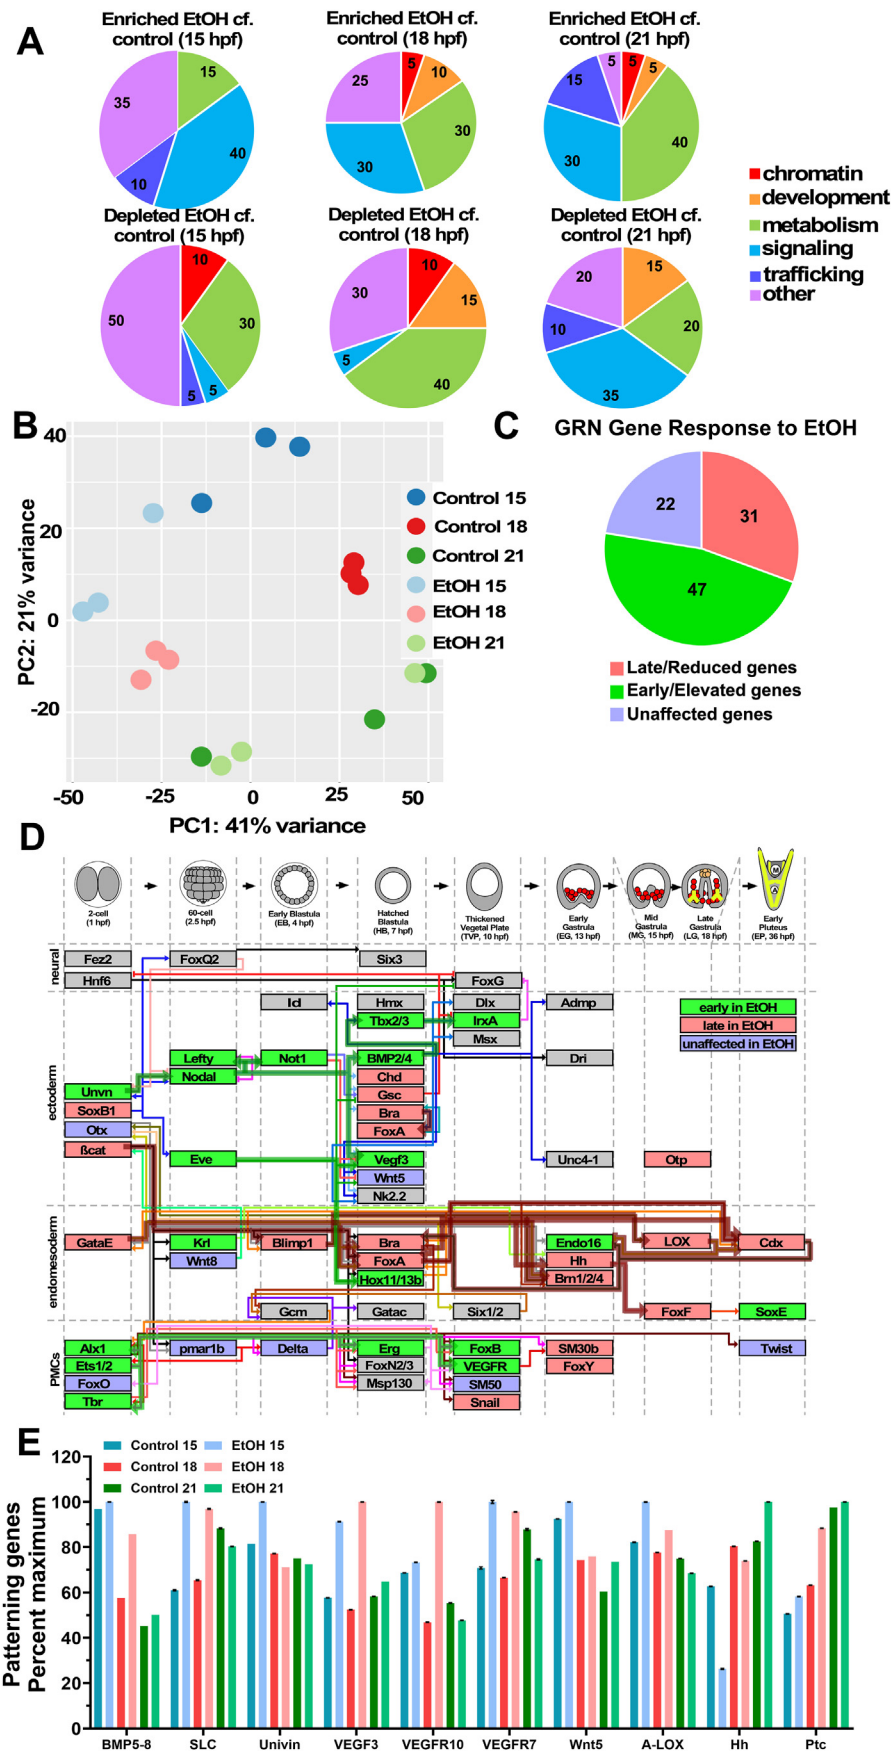 A
Enriched EtOH cf.
control (15 hpf)
15
40
10
35
Enriched EtOH cf.
control (18 hpf)
5
10
30
30
25
Enriched EtOH cf.
control (21 hpf)
5
5
40
30
15
5
Depleted EtOH cf.
control (15 hpf)
10
30
5
5
50
Depleted EtOH cf.
control (18 hpf)
10
15
40
5
30
Depleted EtOH cf.
control (21 hpf)
15
20
35
10
20
chromatin
development
metabolism
signaling
trafficking
other
B
PC2: 21% variance
40
20
0
-20
-50
-25
0
25
50
PC1: 41% variance
Control 15
Control 18
Control 21
EtOH 15
EtOH 18
EtOH 21
C
GRN Gene Response to EtOH
22
31
47
Late/Reduced genes
Early/Elevated genes
Unaffected genes
D
2-cell
(1 hpf)
60-cell
(2.5 hpf)
Early Blastula
(EB, 4 hpf)
Hatched
Blastula
(HB, 7 hpf)
Thickened
Vegetal Plate
(TVP, 10 hpf)
Early
Gastrula
(EG, 13 hpf)
Mid
Gastrula
(MG, 15 hpf)
Late
Gastrula
(LG, 18 hpf)
M
A
Early
Pluteus
(EP, 36 hpf)
neural
Fez2
FoxQ2
Six3
Hnf6
FoxG
ectoderm
Icl
Hmx
Dlx
Admp
early in EtOH
late in EtOH
unaffected in EtOH
Tbx2/3
IrxA
Msx
Lefty
Not1
BMP2/4
Dri
Nodal
Chd
Unvn
Gsc
SoxB1
Bra
Otx
FoxA
ßcat
Eve
Vegf3
Unc4-1
Otp
Wnt5
Nk2.2
endomesoderm
GataE
Krl
Blimp1
Bra
Endo16
LOX
Cdx
Wnt8
FoxA
Hh
Hox11/13b
Brn1/2/4
Gcm
Gatac
Six1/2
FoxF
SoxE
PMCs
Alx1
pmar1b
Delta
Erg
FoxB
SM30b
Twist
Ets1/2
FoxN2/3
VEGFR
FoxY
FoxO
Msp130
SM50
Tbr
Snail
E
Control 15
EtOH 15
Control 18
EtOH 18
Control 21
EtOH 21
Patterning genes
Percent maximum
120
100
80
60
40
20
0
BMP5-8
SLC
Univin
VEGF3
VEGFR10
VEGFR7
Wnt5
A-LOX
Hh
Ptc